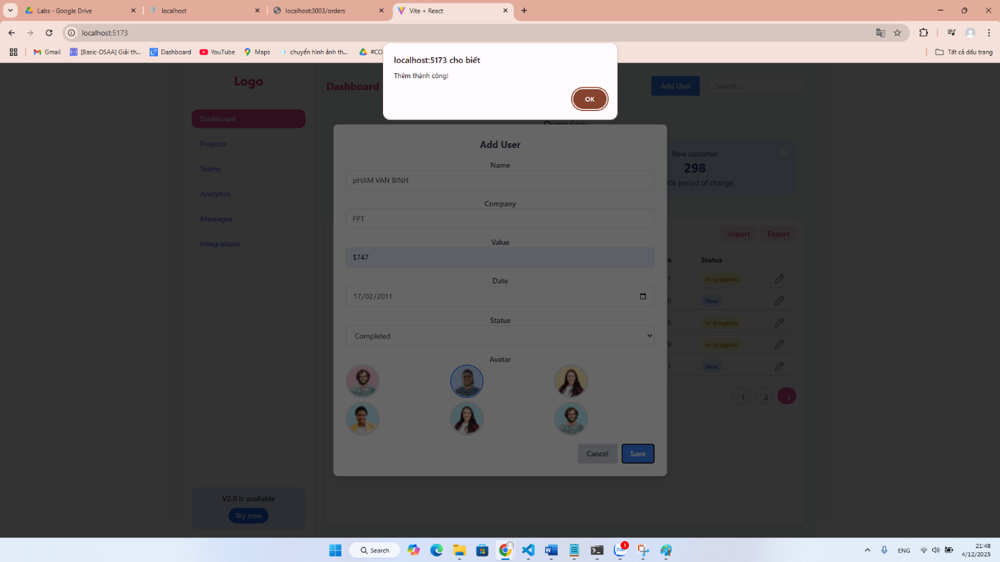 Labs - Google Drive
localhost
localhost:3003/orders
Vite + React
localhost:5173
Gmail
[Basic-DSAA] Giải th...
Dashboard
YouTube
Maps
chuyển hình ảnh th...
#CO
Tất cả dấu trang
localhost:5173 cho biết
Thêm thành công!
OK
Logo
Dashboard
Add User
Search...
Dashboard
Projects
Teams
Analytics
Messages
Integrations
Overview
New customer
298
4% period of change
Import
Export
Status
1
In-progress
8
New
6
In-progress
9
In-progress
1
New
1
2
3
Add User
Name
pHAM VAN BINH
Company
FPT
Value
$747
Date
17/02/2011
Status
Completed
Avatar
Cancel
Save
V2.0 is available
Try now
Search
Zalo
1
ENG
21:48
4/12/2025